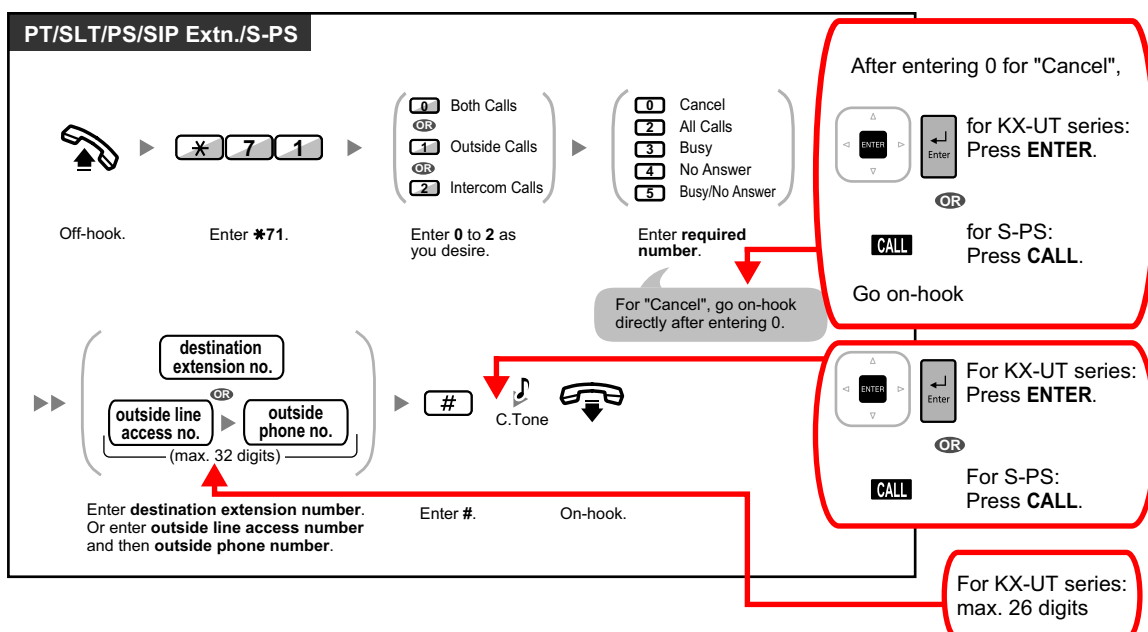 PT/SLT/PS/SIP Extn./S-PS
✱ 7 1
0 Both Calls
OR
1 Outside Calls
OR
2 Intercom Calls
0 Cancel
2 All Calls
3 Busy
4 No Answer
5 Busy/No Answer
Off-hook.
Enter ✱71.
Enter 0 to 2 as
you desire.
Enter required
number.
For "Cancel", go on-hook
directly after entering 0.
After entering 0 for "Cancel",
ENTER
Enter
for KX-UT series:
Press ENTER.
OR
CALL
for S-PS:
Press CALL.
Go on-hook
destination
extension no.
OR
outside line
access no.
outside
phone no.
(max. 32 digits)
#
C.Tone
Enter destination extension number.
Or enter outside line access number
and then outside phone number.
Enter #.
On-hook.
ENTER
Enter
For KX-UT series:
Press ENTER.
OR
CALL
For S-PS:
Press CALL.
For KX-UT series:
max. 26 digits